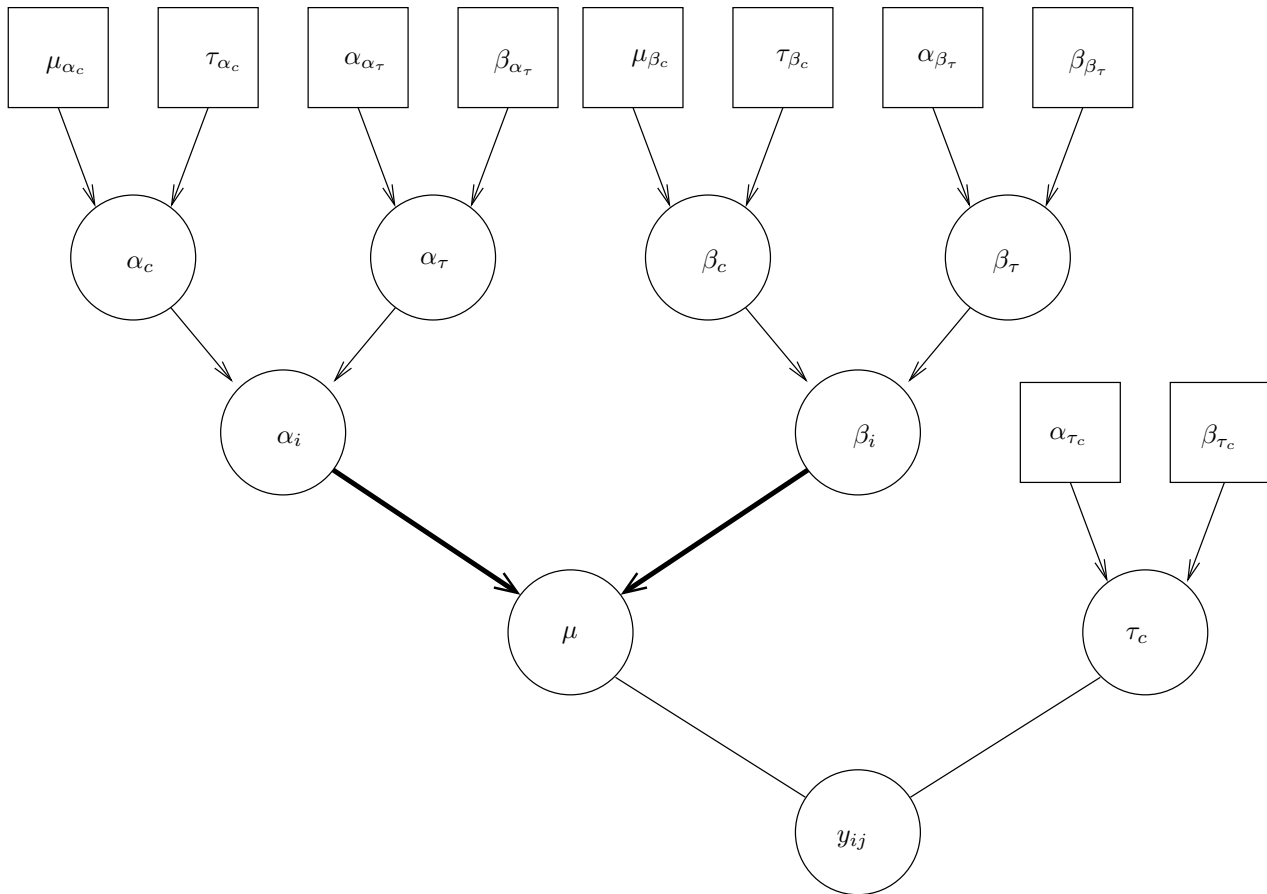 μ_{α_c} τ_{α_c} α_{α_τ} β_{α_τ} μ_{β_c} τ_{β_c} α_{β_τ} β_{β_τ}
α_c α_τ β_c β_τ
α_i β_i α_{τ_c} β_{τ_c}
μ τ_c
y_{ij}